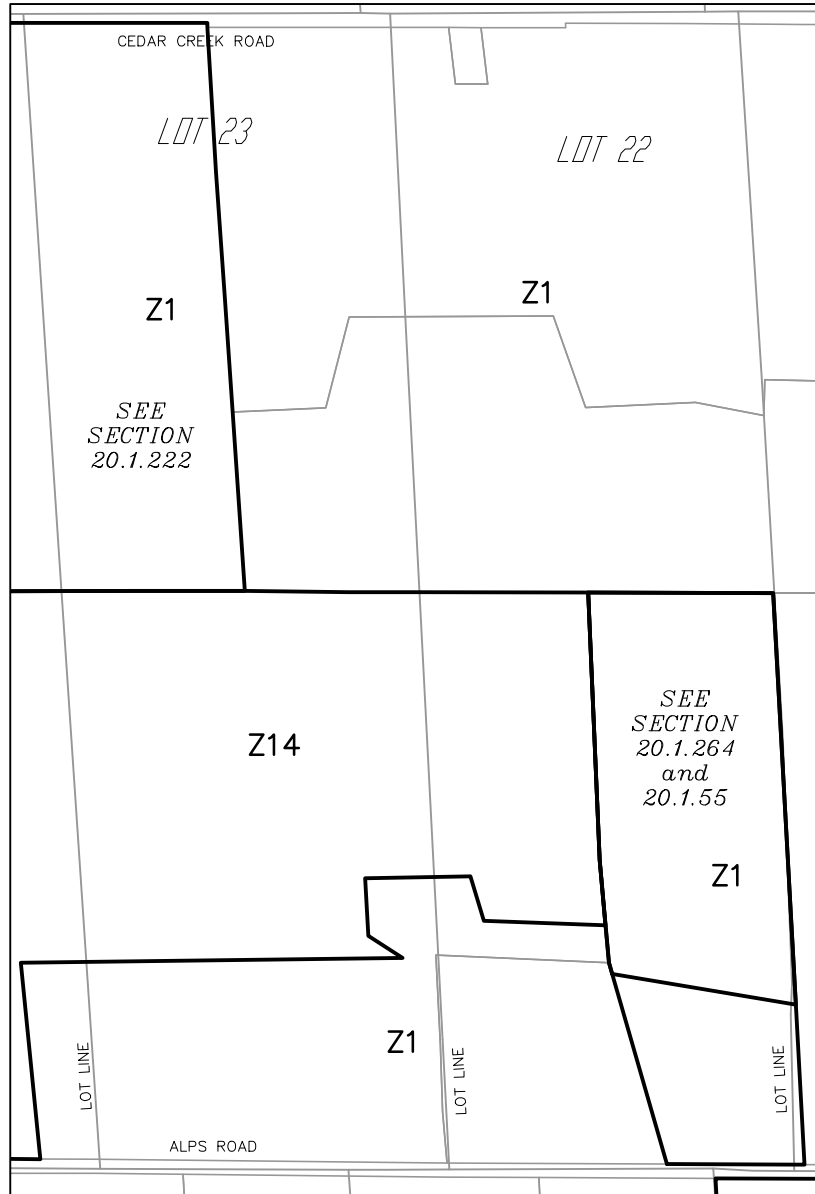 CEDAR CREEK ROAD
LOT 23
LOT 22
Z1
Z1
SEE
SECTION
20.1.222
Z14
SEE
SECTION
20.1.264
and
20.1.55
Z1
Z1
LOT LINE
LOT LINE
LOT LINE
ALPS ROAD